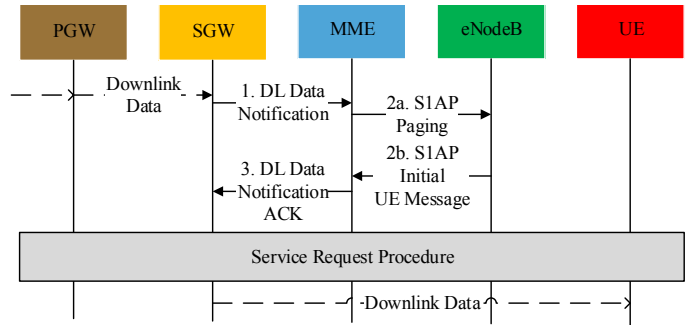 PGW
SGW
MME
eNodeB
UE
Downlink
Data
1. DL Data
Notification
2a. S1AP
Paging
2b. S1AP
Initial
UE Message
3. DL Data
Notification
ACK
Service Request Procedure
Downlink Data